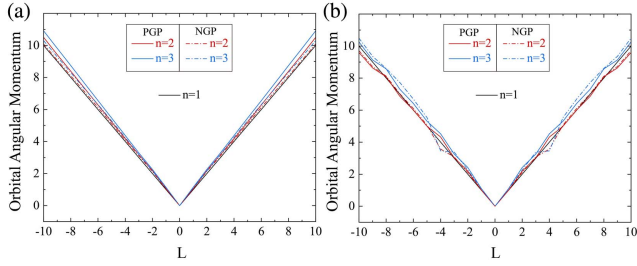 (a)
Orbital Angular Momentum
10
8
6
4
2
0
PGP NGP
n=2 n=2
n=3 n=3
n=1
-10 -8 -6 -4 -2 0 2 4 6 8 10
L
(b)
Orbital Angular Momentum
10
8
6
4
2
0
PGP NGP
n=2 n=2
n=3 n=3
n=1
-10 -8 -6 -4 -2 0 2 4 6 8 10
L